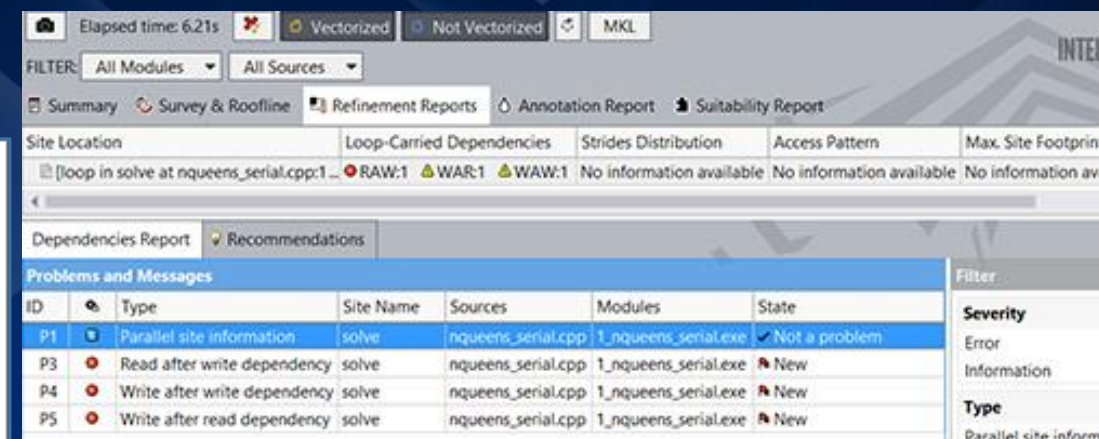 Elapsed time: 6.21s Vectorized Not Vectorized MKL
FILTER: All Modules All Sources
Summary Survey & Roofline Refinement Reports Annotation Report Suitability Report
Site Location Loop-Carried Dependencies Strides Distribution Access Pattern Max. Site Footprin
[loop in solve at nqueens_serial.cpp:1... RAW:1 WAR:1 WAW:1 No information available No information available No information av
Dependencies Report Recommendations
Problems and Messages Filter
ID Type Site Name Sources Modules State Severity
P1 Parallel site information solve nqueens_serial.cpp 1_nqueens_serial.exe Not a problem Error
P3 Read after write dependency solve nqueens_serial.cpp 1_nqueens_serial.exe New Information
P4 Write after write dependency solve nqueens_serial.cpp 1_nqueens_serial.exe New Type
P5 Write after read dependency solve nqueens_serial.cpp 1_nqueens_serial.exe New Parallel site inform